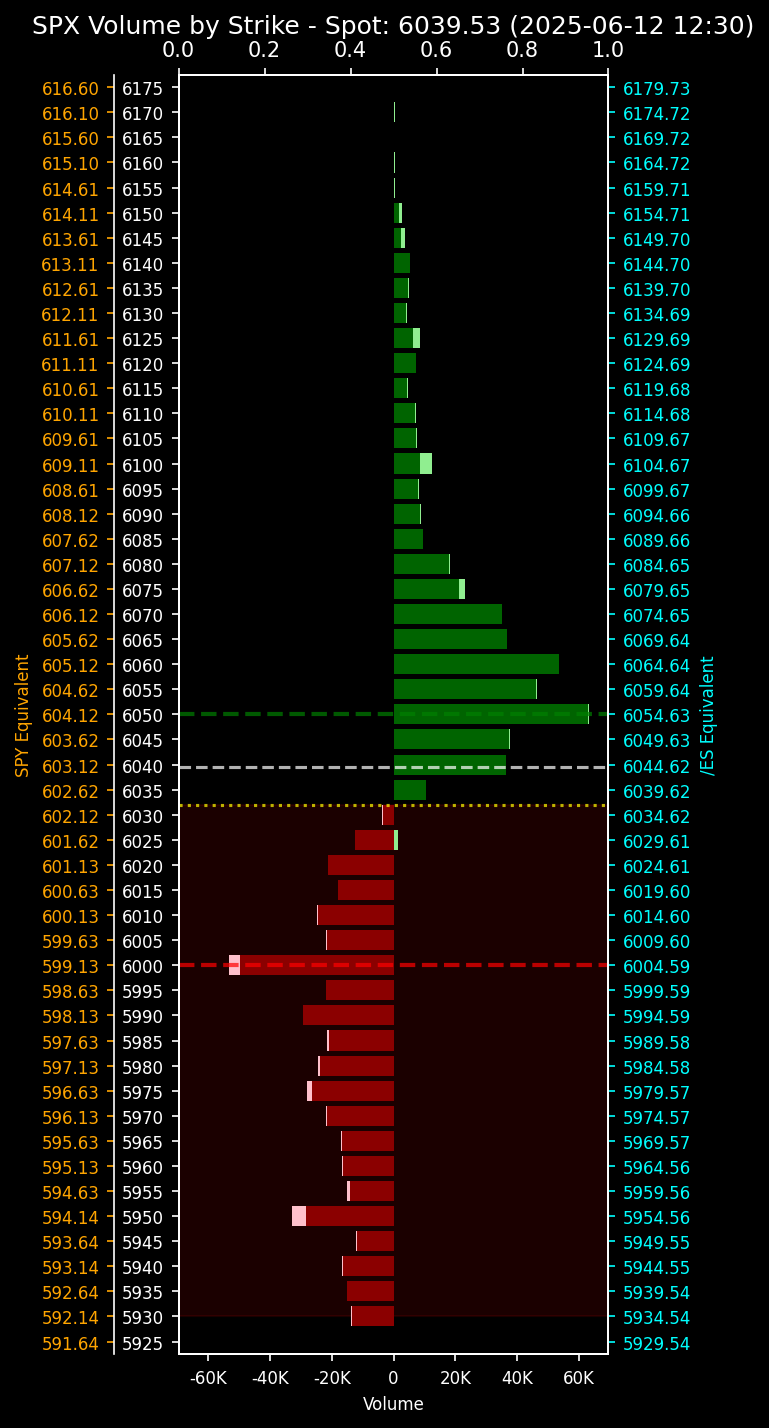 SPX Volume by Strike - Spot: 6039.53 (2025-06-12 12:30)
0.0 0.2 0.4 0.6 0.8 1.0
616.60 6175 6179.73
616.10 6170 6174.72
615.60 6165 6169.72
615.10 6160 6164.72
614.61 6155 6159.71
614.11 6150 6154.71
613.61 6145 6149.70
613.11 6140 6144.70
612.61 6135 6139.70
612.11 6130 6134.69
611.61 6125 6129.69
611.11 6120 6124.69
610.61 6115 6119.68
610.11 6110 6114.68
609.61 6105 6109.67
609.11 6100 6104.67
608.61 6095 6099.67
608.12 6090 6094.66
607.62 6085 6089.66
607.12 6080 6084.65
606.62 6075 6079.65
606.12 6070 6074.65
605.62 6065 6069.64
605.12 6060 6064.64
604.62 6055 6059.64
604.12 6050 6054.63
603.62 6045 6049.63
603.12 6040 6044.62
602.62 6035 6039.62
602.12 6030 6034.62
601.62 6025 6029.61
601.13 6020 6024.61
600.63 6015 6019.60
600.13 6010 6014.60
599.63 6005 6009.60
599.13 6000 6004.59
598.63 5995 5999.59
598.13 5990 5994.59
597.63 5985 5989.58
597.13 5980 5984.58
596.63 5975 5979.57
596.13 5970 5974.57
595.63 5965 5969.57
595.13 5960 5964.56
594.63 5955 5959.56
594.14 5950 5954.56
593.64 5945 5949.55
593.14 5940 5944.55
592.64 5935 5939.54
592.14 5930 5934.54
591.64 5925 5929.54
SPY Equivalent
/ES Equivalent
-60K -40K -20K 0 20K 40K 60K
Volume